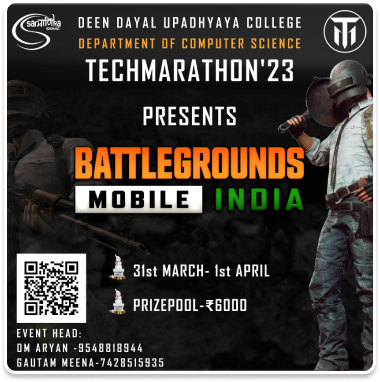 DEEN DAYAL UPADHYAYA COLLEGE
DEPARTMENT OF COMPUTER SCIENCE
TECHMARATHON'23
PRESENTS
BATTLEGROUNDS
MOBILE INDIA
31st MARCH- 1st APRIL
PRIZEPOOL-₹6000
EVENT HEAD:
OM ARYAN -9548818944
GAUTAM MEENA-7428515935